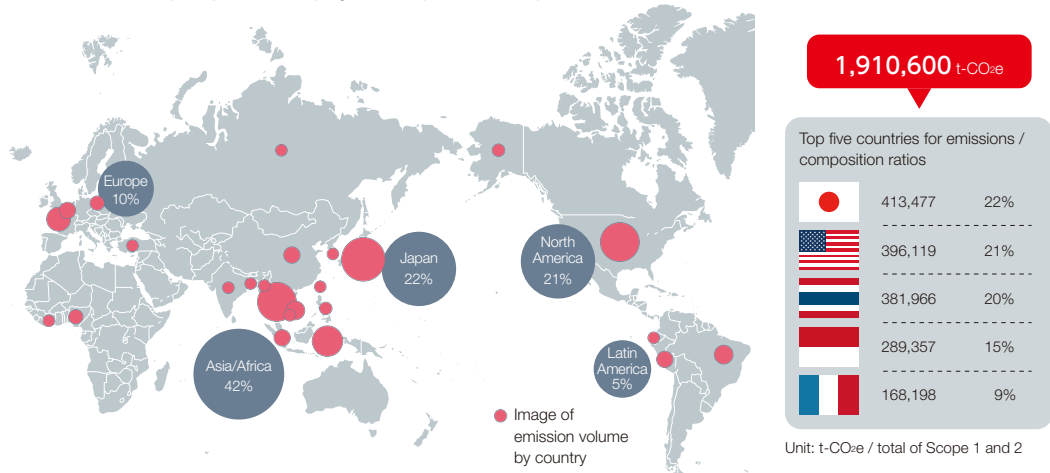 Europe
10%
Japan
22%
North
America
21%
Asia/Africa
42%
Latin
America
5%
Image of
emission volume
by country
1,910,600 t-CO2e
Top five countries for emissions /
composition ratios
413,477 22%
396,119 21%
381,966 20%
289,357 15%
168,198 9%
Unit: t-CO2e / total of Scope 1 and 2